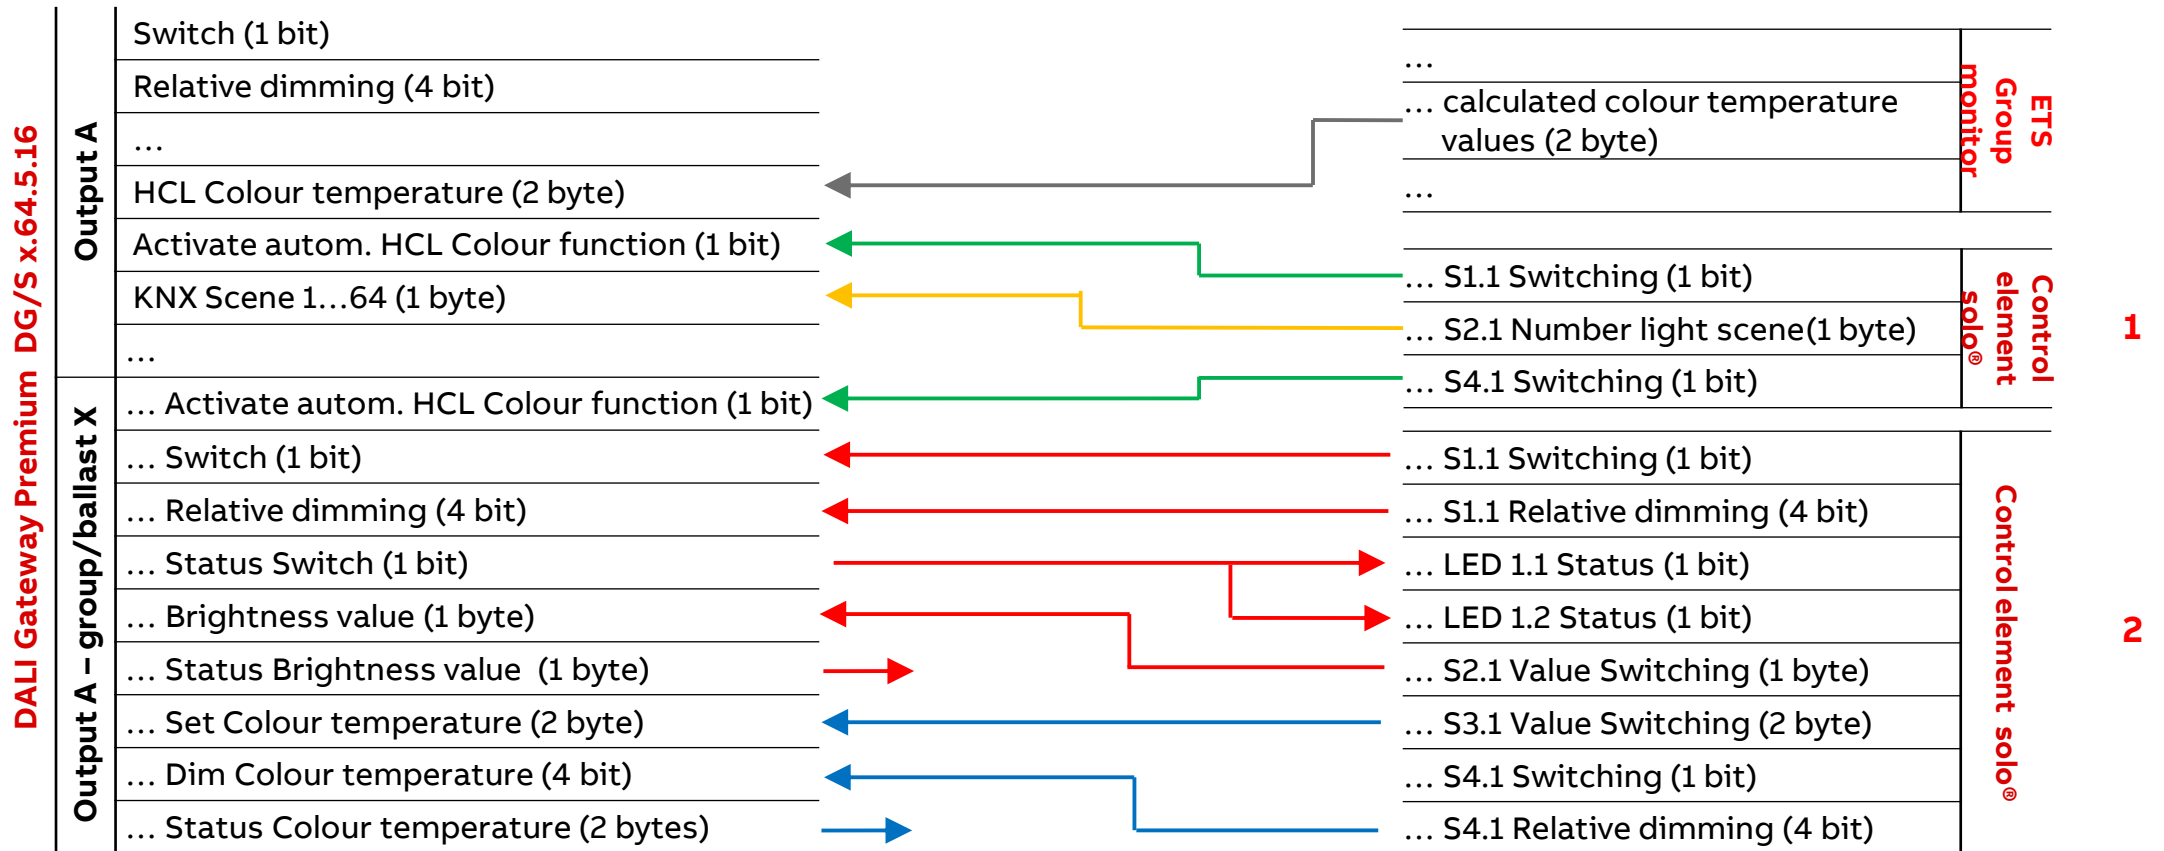 DALI Gateway Premium DG/S x.64.5.16
Output A
Switch (1 bit)
Relative dimming (4 bit)
...
HCL Colour temperature (2 byte)
Activate autom. HCL Colour function (1 bit)
KNX Scene 1...64 (1 byte)
...
Output A – group/ballast X
... Activate autom. HCL Colour function (1 bit)
... Switch (1 bit)
... Relative dimming (4 bit)
... Status Switch (1 bit)
... Brightness value (1 byte)
... Status Brightness value (1 byte)
... Set Colour temperature (2 byte)
... Dim Colour temperature (4 bit)
... Status Colour temperature (2 bytes)
...
... calculated colour temperature
values (2 byte)
...
ETS
Group
monitor
... S1.1 Switching (1 bit)
... S2.1 Number light scene(1 byte)
... S4.1 Switching (1 bit)
Control
element
solo®
1
... S1.1 Switching (1 bit)
... S1.1 Relative dimming (4 bit)
... LED 1.1 Status (1 bit)
... LED 1.2 Status (1 bit)
... S2.1 Value Switching (1 byte)
... S3.1 Value Switching (2 byte)
... S4.1 Switching (1 bit)
... S4.1 Relative dimming (4 bit)
Control element solo®
2